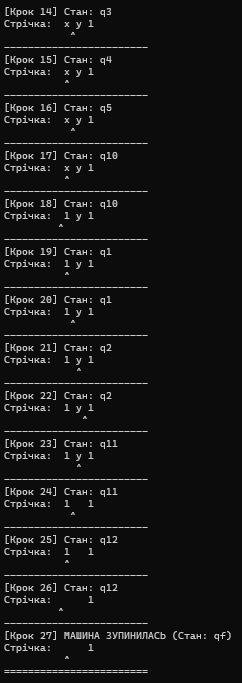 [Крок 14] Стан: q3
Стрічка:  x y 1
           ^
------------------------
[Крок 15] Стан: q4
Стрічка:  x y 1
          ^
------------------------
[Крок 16] Стан: q5
Стрічка:  x y 1
           ^
------------------------
[Крок 17] Стан: q10
Стрічка:  x y 1
          ^
------------------------
[Крок 18] Стан: q10
Стрічка:  1 y 1
         ^
------------------------
[Крок 19] Стан: q1
Стрічка:  1 y 1
          ^
------------------------
[Крок 20] Стан: q1
Стрічка:  1 y 1
           ^
------------------------
[Крок 21] Стан: q2
Стрічка:  1 y 1
            ^
------------------------
[Крок 22] Стан: q2
Стрічка:  1 y 1
             ^
------------------------
[Крок 23] Стан: q11
Стрічка:  1 y 1
            ^
------------------------
[Крок 24] Стан: q11
Стрічка:  1   1
           ^
------------------------
[Крок 25] Стан: q12
Стрічка:  1   1
          ^
------------------------
[Крок 26] Стан: q12
Стрічка:      1
         ^
------------------------
[Крок 27] МАШИНА ЗУПИНИЛАСЬ (Стан: qf)
Стрічка:      1
          ^
========================